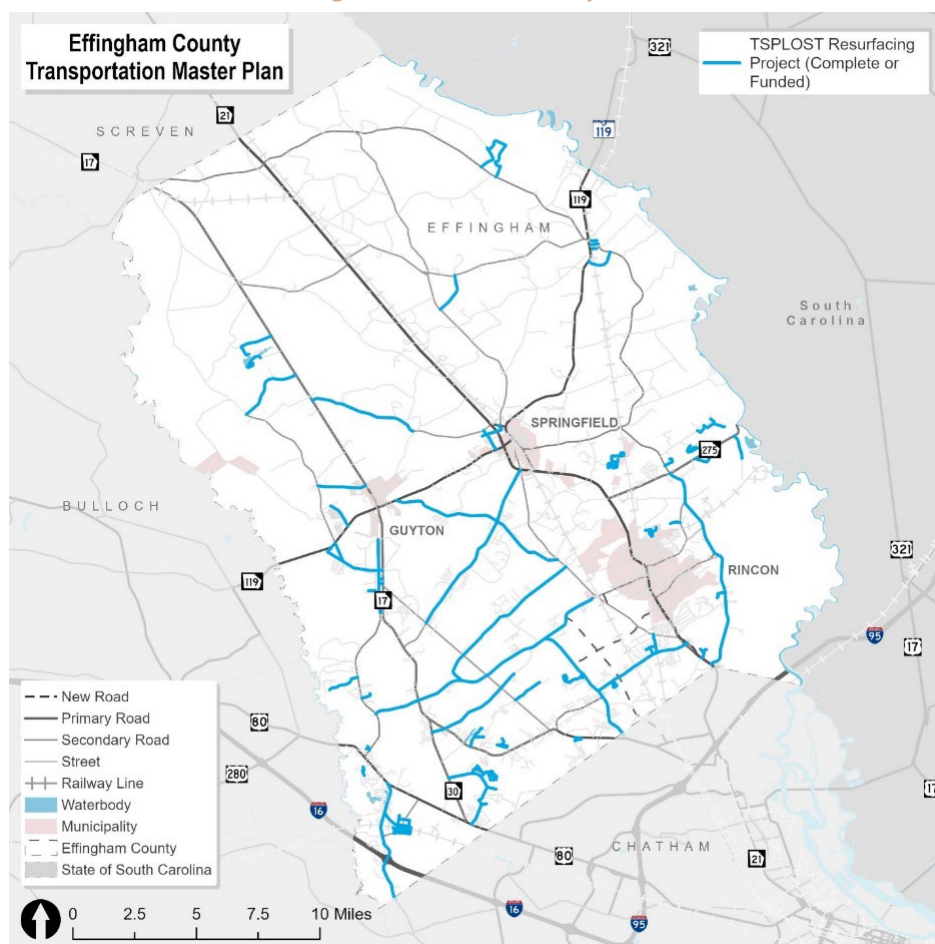 Effingham County
Transportation Master Plan
TSPLOST Resurfacing
Project (Complete or
Funded)
321
21
119
SCREVEN
17
119
EFFINGHAM
South
Carolina
SPRINGFIELD
275
BULLOCH
GUYTON
321
RINCON
119
17
95
17
New Road
Primary Road
Secondary Road
Street
Railway Line
Waterbody
Municipality
Effingham County
State of South Carolina
80
280
16
30
80
CHATHAM
21
17
16
95
0 2.5 5 7.5 10 Miles